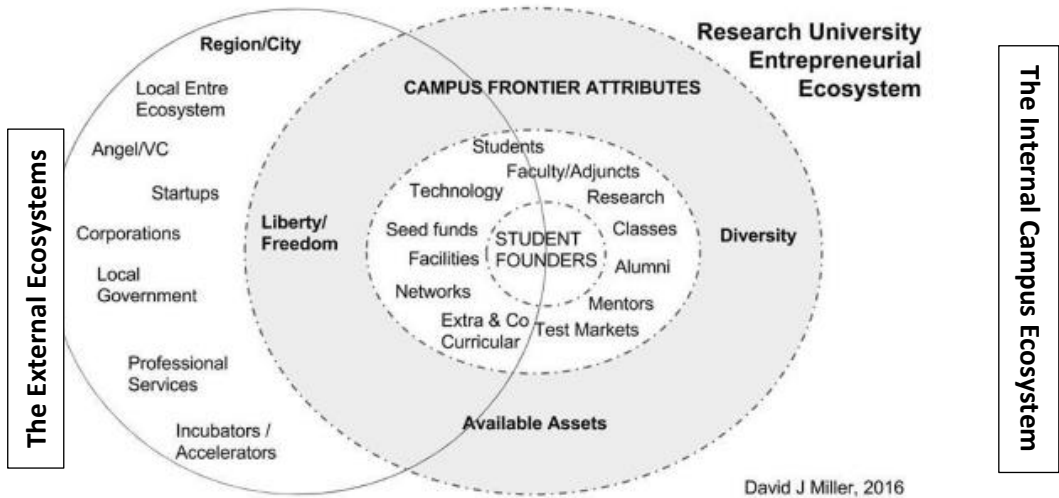 Region/City
Local Entre
Ecosystem
Angel/VC
Startups
Corporations
Local
Government
Professional
Services
Incubators /
Accelerators
The External Ecosystems
Research University
Entrepreneurial
Ecosystem
CAMPUS FRONTIER ATTRIBUTES
Liberty/
Freedom
Diversity
Available Assets
Students
Faculty/Adjuncts
Technology
Research
Seed funds
Classes
Facilities
Alumni
Networks
Mentors
Extra & Co
Curricular
Test Markets
STUDENT
FOUNDERS
The Internal Campus Ecosystem
David J Miller, 2016